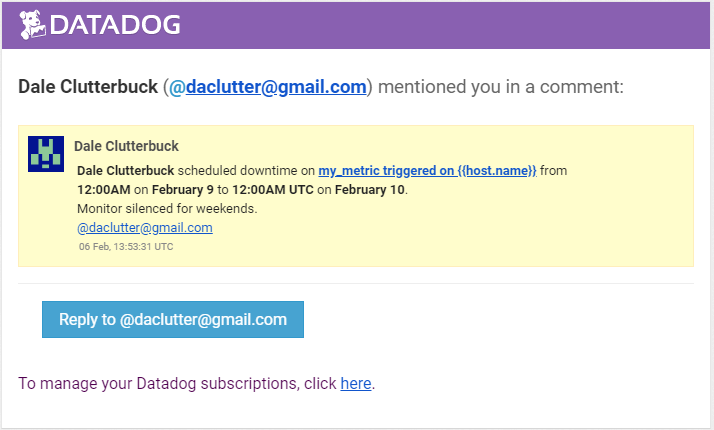 DATADOG
Dale Clutterbuck (@daclutter@gmail.com) mentioned you in a comment:
Dale Clutterbuck
Dale Clutterbuck scheduled downtime on my_metric triggered on {{host.name}} from
12:00AM on February 9 to 12:00AM UTC on February 10.
Monitor silenced for weekends.
@daclutter@gmail.com
06 Feb, 13:53:31 UTC
Reply to @daclutter@gmail.com
To manage your Datadog subscriptions, click here.